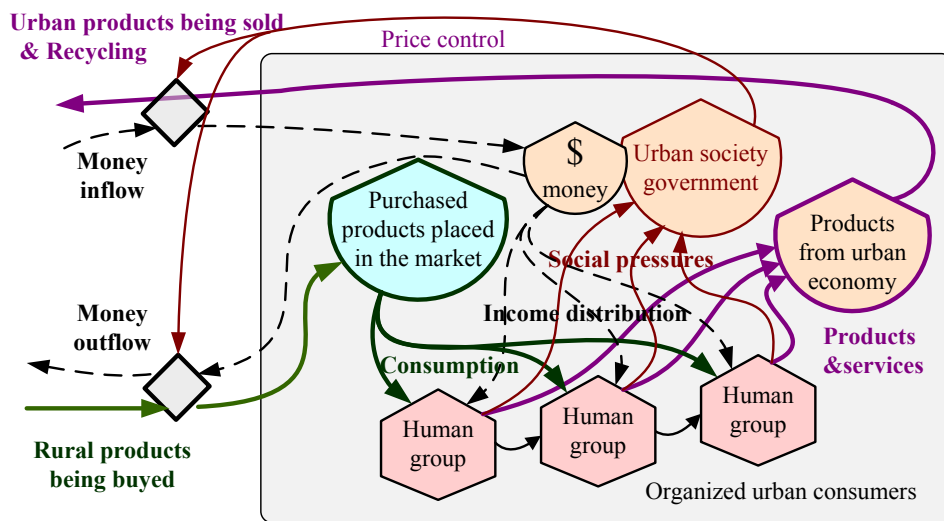 Urban products being sold
& Recycling
Price control
Money
inflow
$
money
Urban society
government
Purchased
products placed
in the market
Products
from urban
economy
Social pressures
Money
outflow
Income distribution
Products
&services
Consumption
Human
group
Human
group
Human
group
Rural products
being buyed
Organized urban consumers